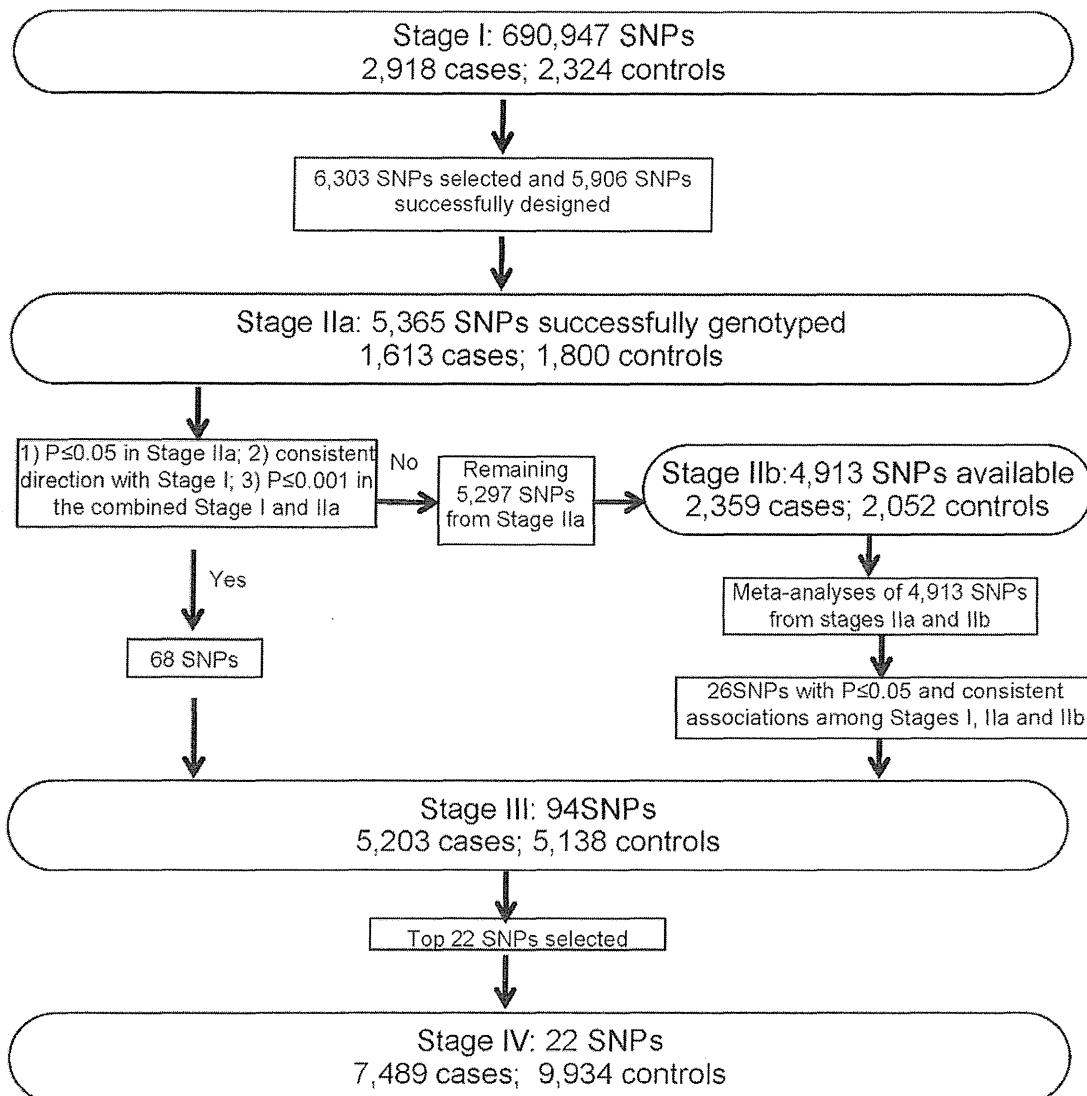 Stage I: 690,947 SNPs
2,918 cases; 2,324 controls
6,303 SNPs selected and 5,906 SNPs
successfully designed
Stage IIa: 5,365 SNPs successfully genotyped
1,613 cases; 1,800 controls
1) P≤0.05 in Stage IIa; 2) consistent
direction with Stage I; 3) P≤0.001 in
the combined Stage I and IIa
No
Remaining
5,297 SNPs
from Stage IIa
Stage IIb:4,913 SNPs available
2,359 cases; 2,052 controls
Yes
Meta-analyses of 4,913 SNPs
from stages IIa and IIb
68 SNPs
26SNPs with P≤0.05 and consistent
associations among Stages I, IIa and IIb
Stage III: 94SNPs
5,203 cases; 5,138 controls
Top 22 SNPs selected
Stage IV: 22 SNPs
7,489 cases; 9,934 controls